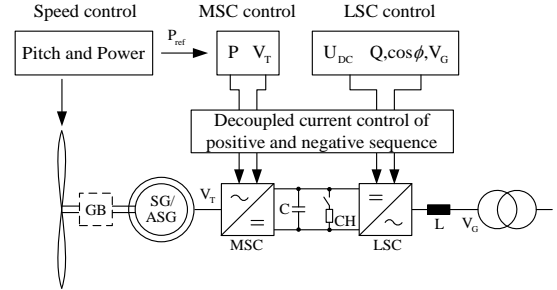 Speed control
MSC control
LSC control
Pitch and Power
P_ref
P V_T
U_DC Q,cosϕ,V_G
Decoupled current control of
positive and negative sequence
GB
SG/
ASG
V_T
MSC
C
CH
LSC
L
V_G